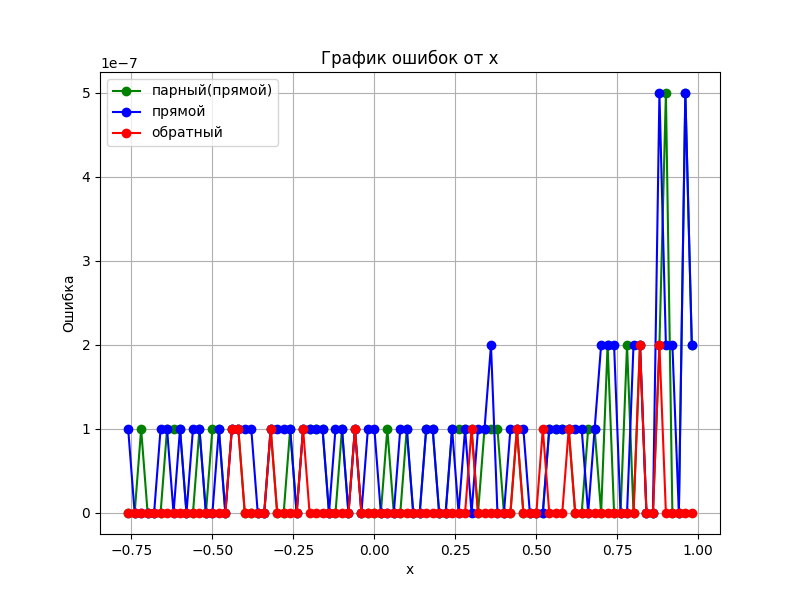 График ошибок от x
1e−7
парный(прямой)
прямой
обратный
5
4
3
2
1
0
Ошибка
−0.75 −0.50 −0.25 0.00 0.25 0.50 0.75 1.00
x